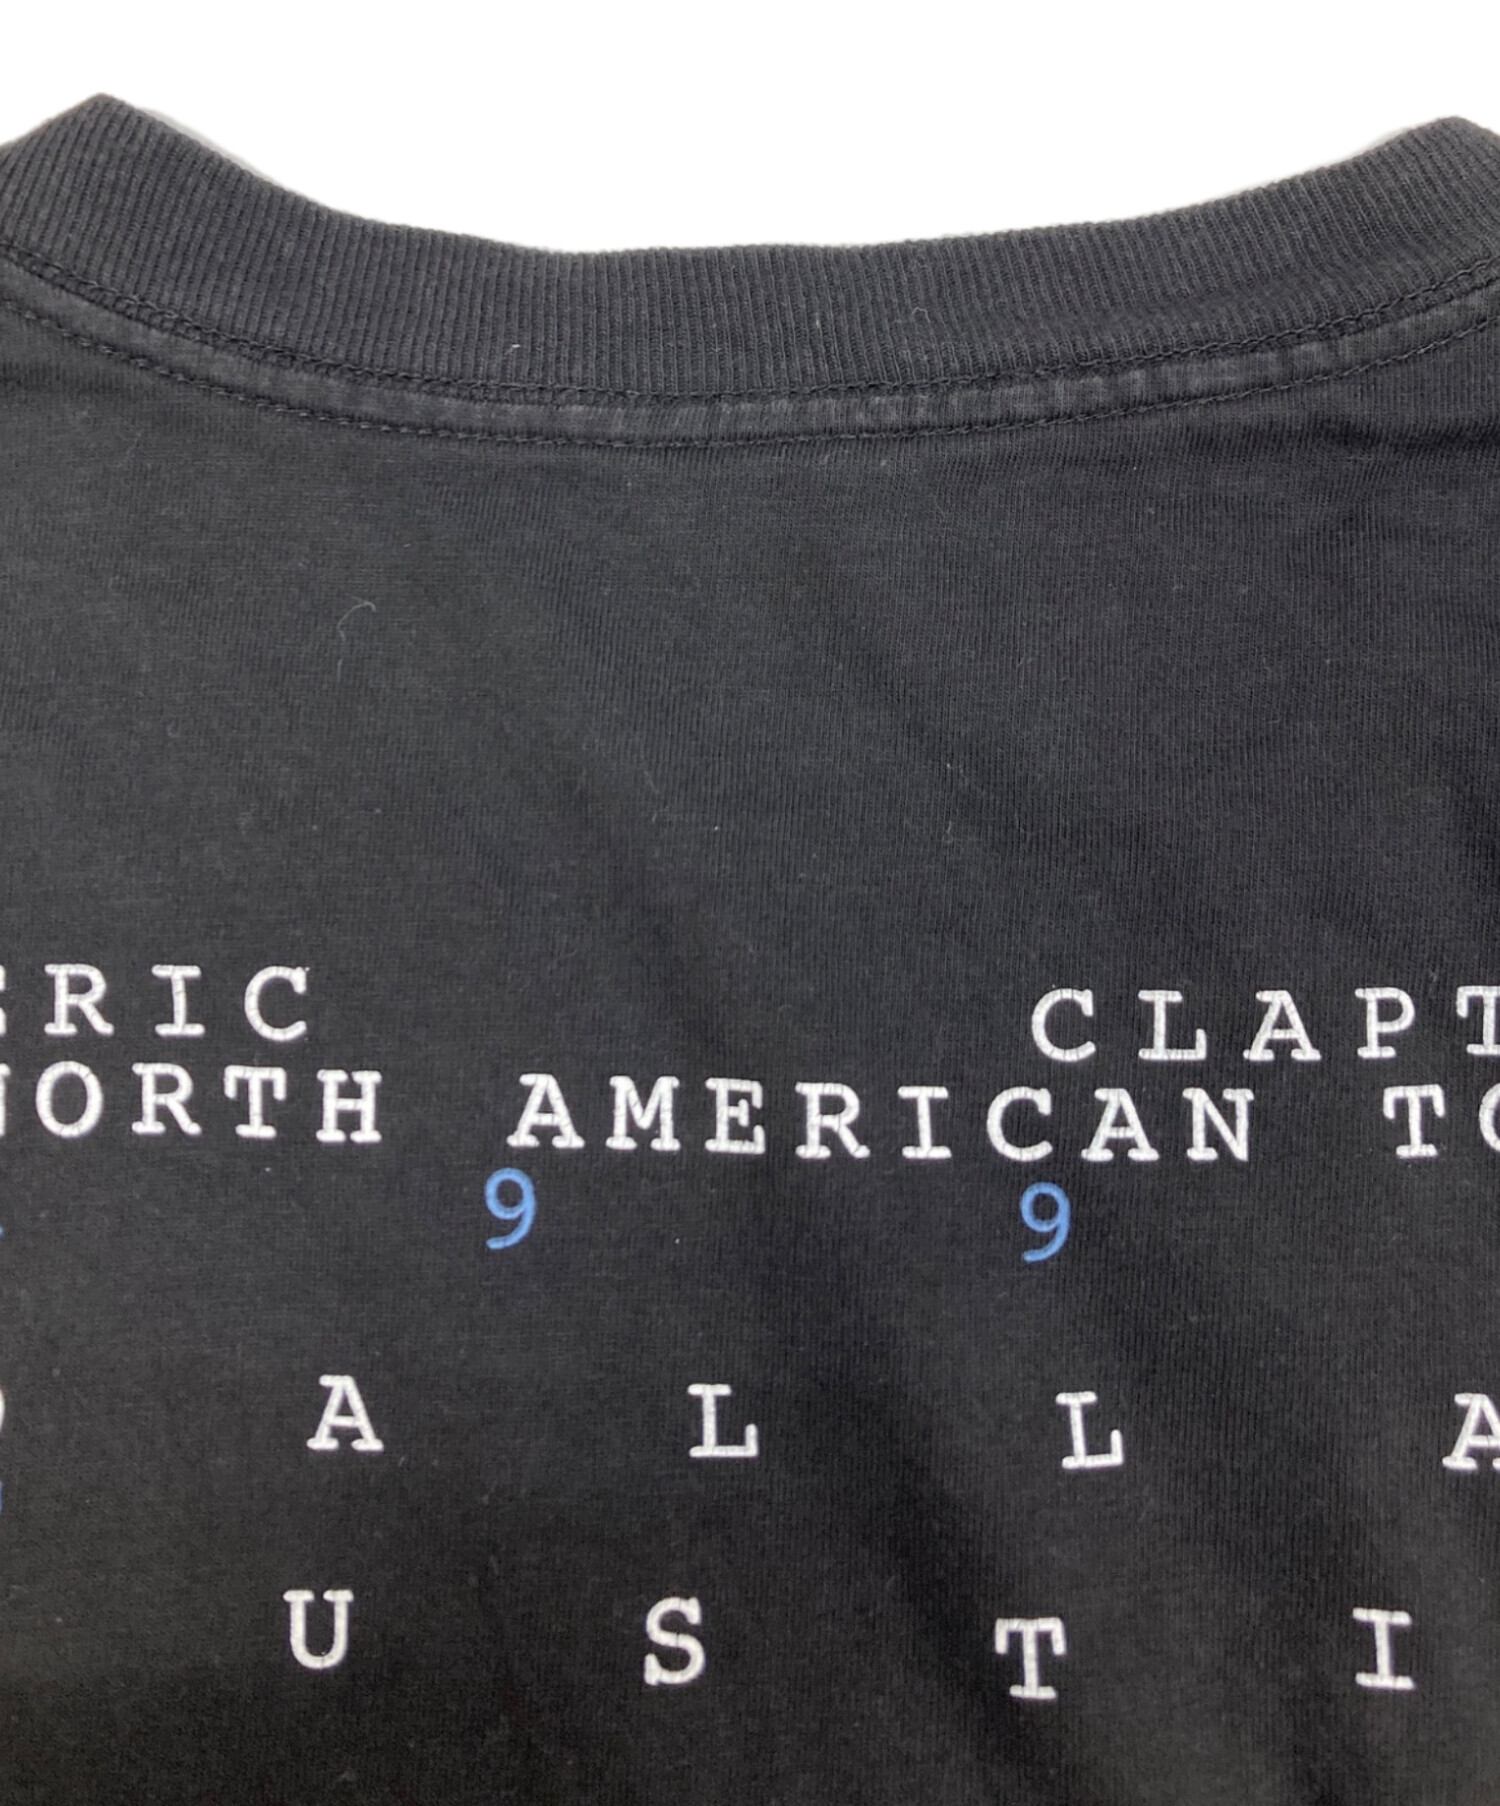 ERIC CLAPT
NORTH AMERICAN TO
9 9
A L L A
U S T I